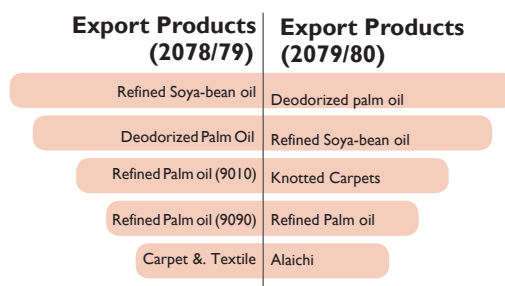 Export Products
(2078/79)
Refined Soya-bean oil
Deodorized Palm Oil
Refined Palm oil (9010)
Refined Palm oil (9090)
Carpet &. Textile
Export Products
(2079/80)
Deodorized palm oil
Refined Soya-bean oil
Knotted Carpets
Refined Palm oil
Alaichi